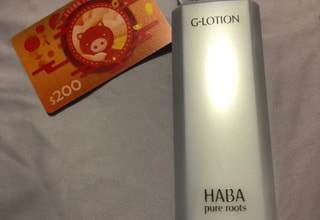 $200
G-LOTION
HABA
pure roots